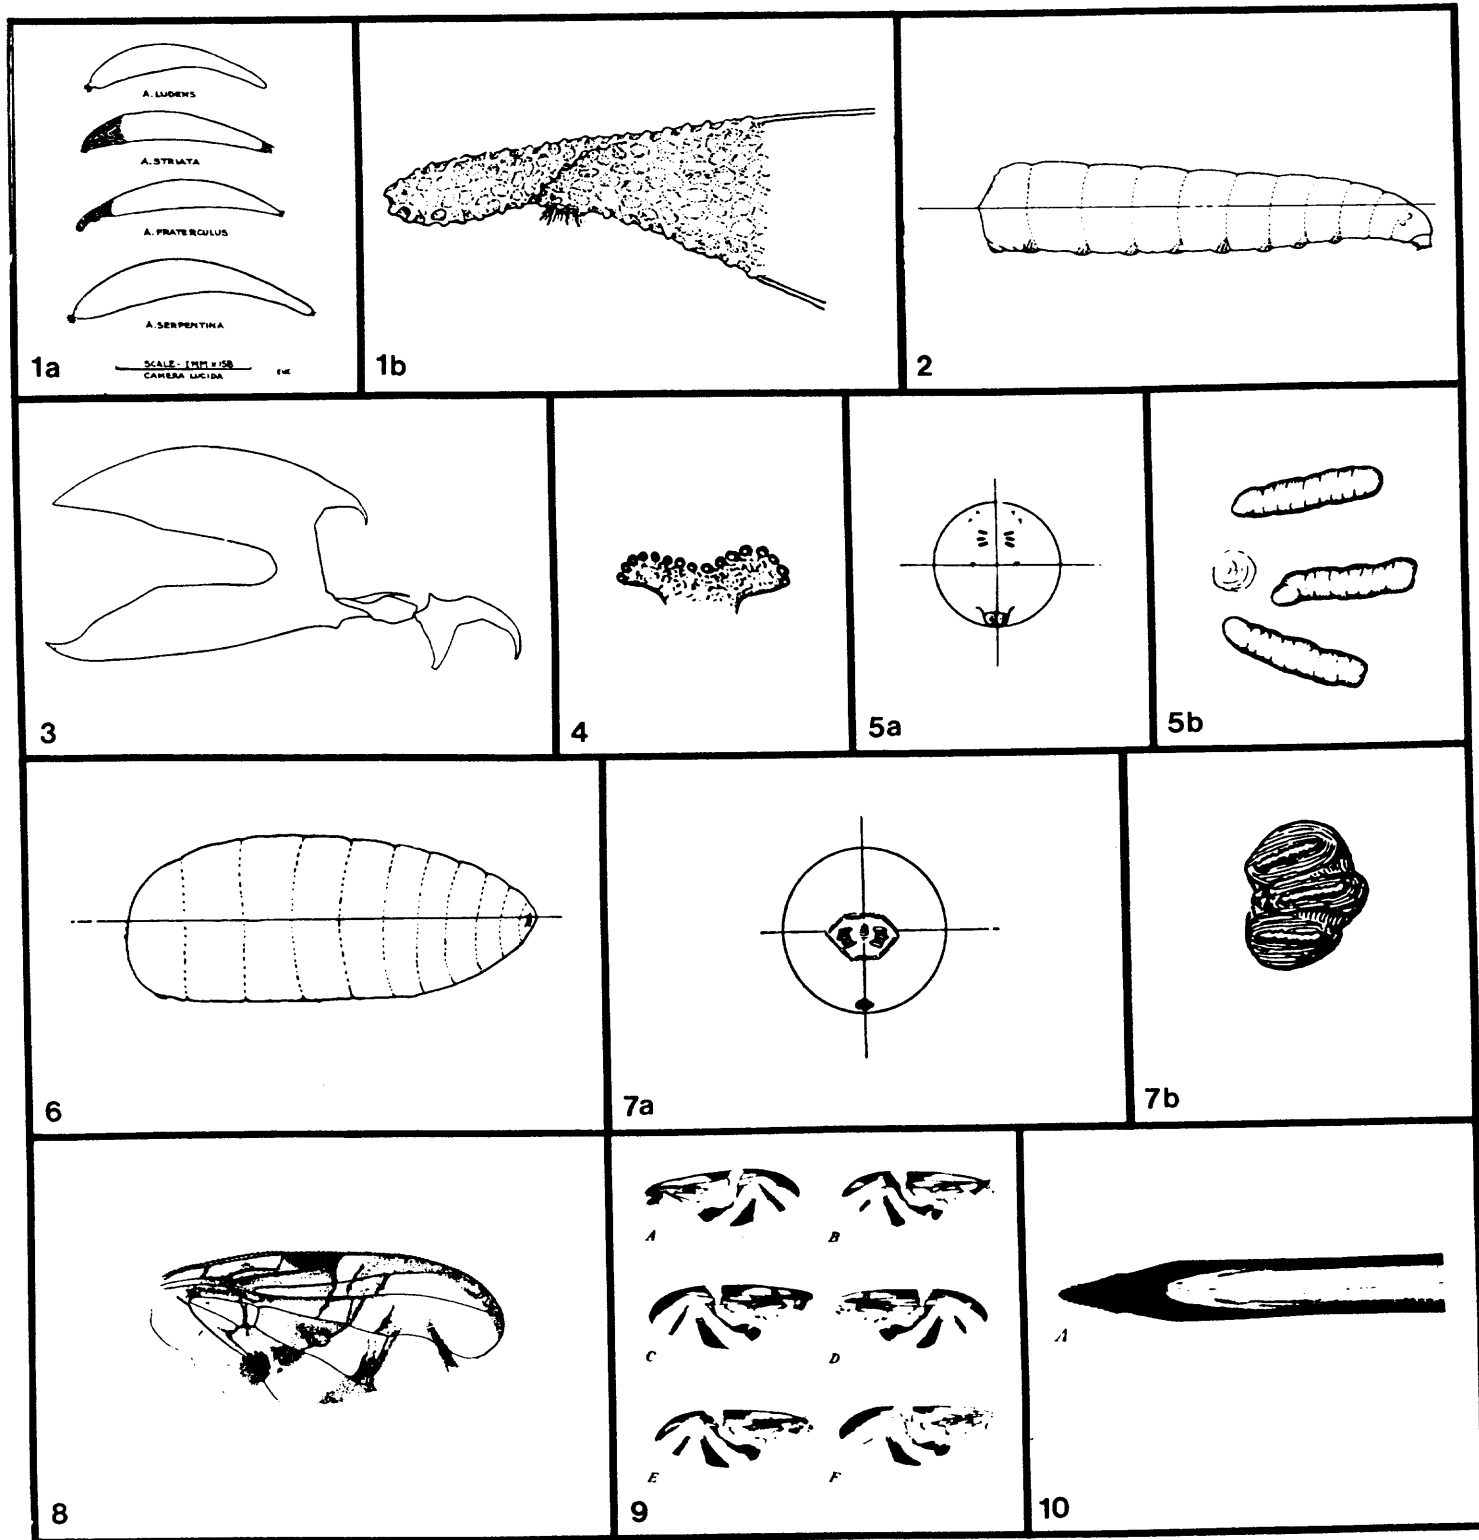 A. LUDENS
A. STRIATA
A. FRATERCULUS
A. SERPENTINA
SCALE - 1MM x 158
CAMERA LUCIDA
1a
1b
2
3
4
5a
5b
6
7a
7b
8
A
B
C
D
E
F
9
A
10